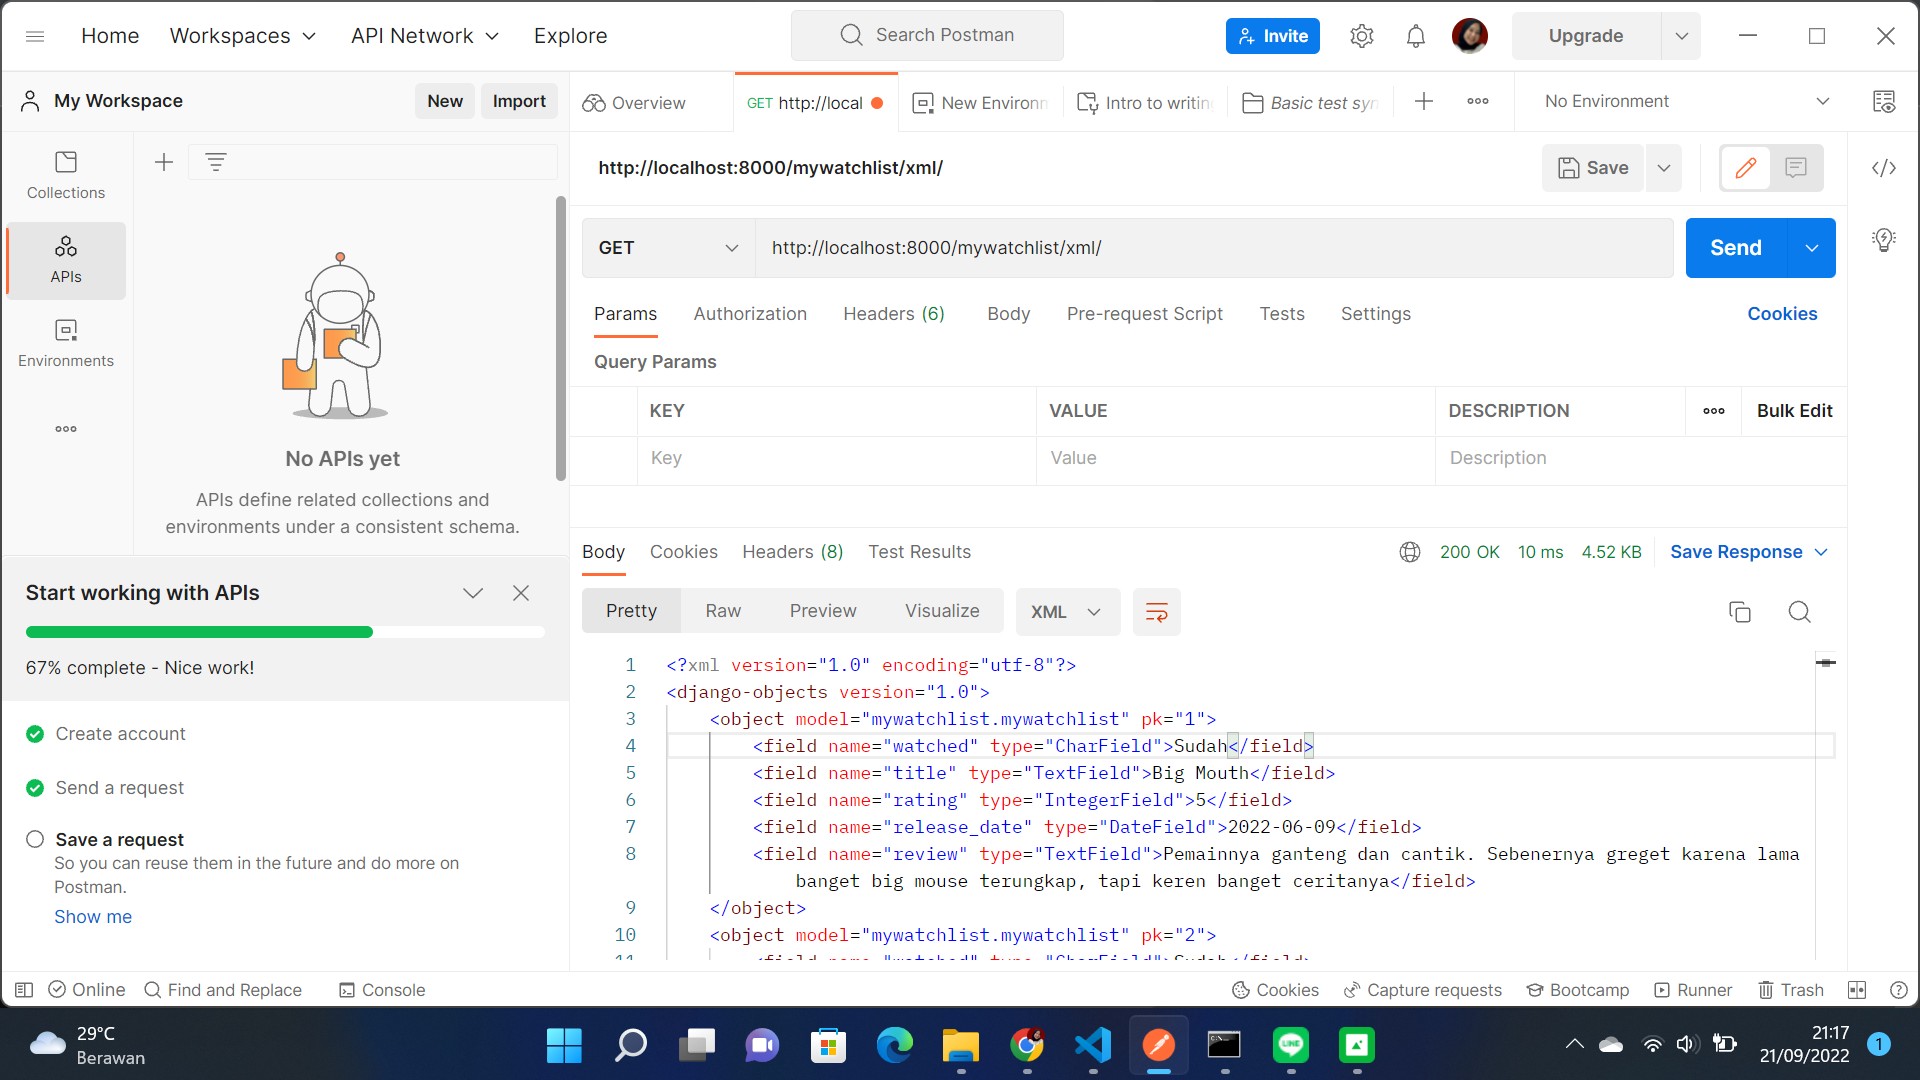 Home Workspaces API Network Explore Search Postman Invite Upgrade
My Workspace New Import Overview GET http://local New Environn Intro to writin Basic test syn No Environment
http://localhost:8000/mywatchlist/xml/ Save
Collections
APIs
Environments
GET http://localhost:8000/mywatchlist/xml/ Send
Params Authorization Headers (6) Body Pre-request Script Tests Settings Cookies
Query Params
KEY VALUE DESCRIPTION Bulk Edit
Key Value Description
No APIs yet
APIs define related collections and
environments under a consistent schema.
Body Cookies Headers (8) Test Results 200 OK 10 ms 4.52 KB Save Response
Pretty Raw Preview Visualize XML
Start working with APIs
67% complete - Nice work!
Create account
Send a request
Save a request
So you can reuse them in the future and do more on
Postman.
Show me
1 <?xml version="1.0" encoding="utf-8"?>
2 <django-objects version="1.0">
3 <object model="mywatchlist.mywatchlist" pk="1">
4 <field name="watched" type="CharField">Sudah</field>
5 <field name="title" type="TextField">Big Mouth</field>
6 <field name="rating" type="IntegerField">5</field>
7 <field name="release_date" type="DateField">2022-06-09</field>
8 <field name="review" type="TextField">Pemainnya ganteng dan cantik. Sebenernya greget karena lama
banget big mouse terungkap, tapi keren banget ceritanya</field>
9 </object>
10 <object model="mywatchlist.mywatchlist" pk="2">
11 <field name="watched" type="CharField">Sudah</field>
Online Find and Replace Console Cookies Capture requests Bootcamp Runner Trash
29°C
Berawan
LINE
21:17
21/09/2022
1